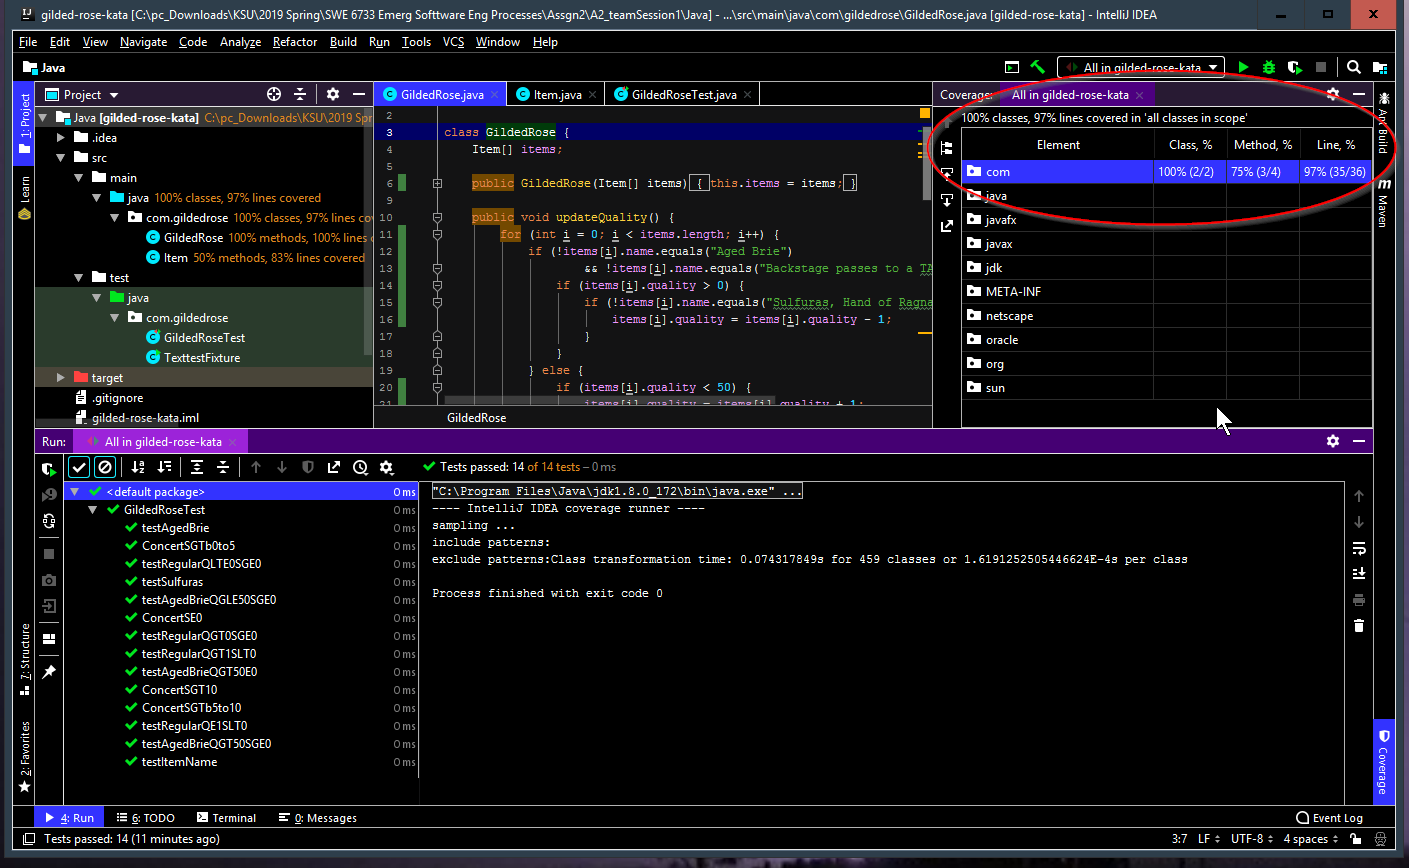 gilded-rose-kata [C:\pc_Downloads\KSU\2019 Spring\SWE 6733 Emerg Softtware Eng Processes\Assgn2\A2_teamSession1\Java] - ...\src\main\java\com\gildedrose\GildedRose.java [gilded-rose-kata] - IntelliJ IDEA
File Edit View Navigate Code Analyze Refactor Build Run Tools VCS Window Help
Java
All in gilded-rose-kata
1: Project
Learn
7: Structure
2: Favorites
Project
Java [gilded-rose-kata] C:\pc_Downloads\KSU\2019 Spr
.idea
src
main
java 100% classes, 97% lines covered
com.gildedrose 100% classes, 97% lines co
GildedRose 100% methods, 100% lines c
Item 50% methods, 83% lines covered
test
java
com.gildedrose
GildedRoseTest
TexttestFixture
target
.gitignore
gilded-rose-kata.iml
GildedRose.java Item.java GildedRoseTest.java
2
3 class GildedRose {
4 Item[] items;
5
6 public GildedRose(Item[] items) { this.items = items; }
9
10 public void updateQuality() {
11 for (int i = 0; i < items.length; i++) {
12 if (!items[i].name.equals("Aged Brie")
13 && !items[i].name.equals("Backstage passes to a TA
14 if (items[i].quality > 0) {
15 if (!items[i].name.equals("Sulfuras, Hand of Ragna
16 items[i].quality = items[i].quality - 1;
17 }
18 }
19 } else {
20 if (items[i].quality < 50) {
21 items[i].quality = items[i].quality + 1;
GildedRose
Coverage: All in gilded-rose-kata
100% classes, 97% lines covered in 'all classes in scope'
Element Class, % Method, % Line, %
com 100% (2/2) 75% (3/4) 97% (35/36)
java
javafx
javax
jdk
META-INF
netscape
oracle
org
sun
Ant Build
Maven
Coverage
Run: All in gilded-rose-kata
Tests passed: 14 of 14 tests – 0 ms
<default package> 0 ms
GildedRoseTest 0 ms
testAgedBrie 0 ms
ConcertSGTb0to5 0 ms
testRegularQLTE0SGE0 0 ms
testSulfuras 0 ms
testAgedBrieQGLE50SGE0 0 ms
ConcertSE0 0 ms
testRegularQGT0SGE0 0 ms
testRegularQGT1SLT0 0 ms
testAgedBrieQGT50E0 0 ms
ConcertSGT10 0 ms
ConcertSGTb5to10 0 ms
testRegularQE1SLT0 0 ms
testAgedBrieQGT50SGE0 0 ms
testItemName 0 ms
"C:\Program Files\Java\jdk1.8.0_172\bin\java.exe" ...
---- IntelliJ IDEA coverage runner ----
sampling ...
include patterns:
exclude patterns:Class transformation time: 0.074317849s for 459 classes or 1.6191252505446624E-4s per class
Process finished with exit code 0
4: Run 6: TODO Terminal 0: Messages Event Log
Tests passed: 14 (11 minutes ago) 3:7 LF UTF-8 4 spaces